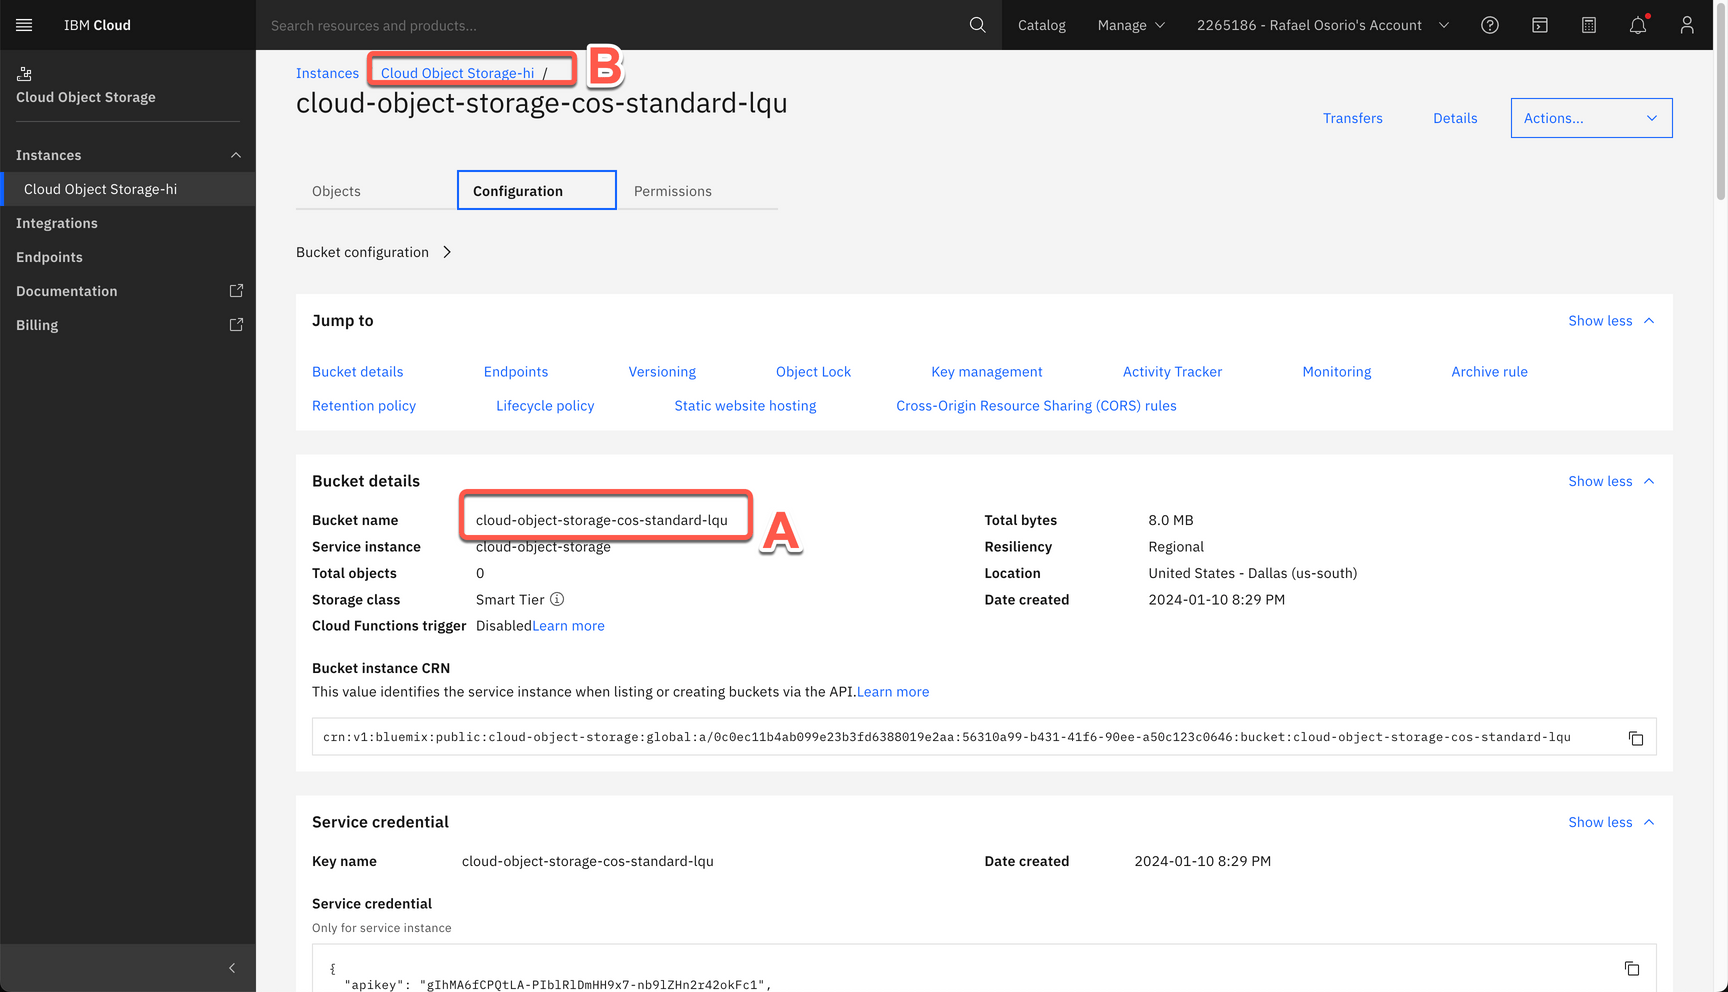 IBM Cloud
Search resources and products...
Catalog
Manage
2265186 - Rafael Osorio's Account
Cloud Object Storage
Instances
Cloud Object Storage-hi
Integrations
Endpoints
Documentation
Billing
Instances
Cloud Object Storage-hi /
B
cloud-object-storage-cos-standard-lqu
Transfers
Details
Actions...
Objects
Configuration
Permissions
Bucket configuration
Jump to
Show less
Bucket details
Endpoints
Versioning
Object Lock
Key management
Activity Tracker
Monitoring
Archive rule
Retention policy
Lifecycle policy
Static website hosting
Cross-Origin Resource Sharing (CORS) rules
Bucket details
Show less
Bucket name cloud-object-storage-cos-standard-lqu
A
Service instance cloud-object-storage
Total objects 0
Storage class Smart Tier
Cloud Functions trigger DisabledLearn more
Total bytes 8.0 MB
Resiliency Regional
Location United States - Dallas (us-south)
Date created 2024-01-10 8:29 PM
Bucket instance CRN
This value identifies the service instance when listing or creating buckets via the API.Learn more
crn:v1:bluemix:public:cloud-object-storage:global:a/0c0ec11b4ab099e23b3fd6388019e2aa:56310a99-b431-41f6-90ee-a50c123c0646:bucket:cloud-object-storage-cos-standard-lqu
Service credential
Show less
Key name cloud-object-storage-cos-standard-lqu
Date created 2024-01-10 8:29 PM
Service credential
Only for service instance
{
"apikey": "gIhMA6fCPQtLA-PIblRlDmHH9x7-nb9lZHn2r42okFc1",